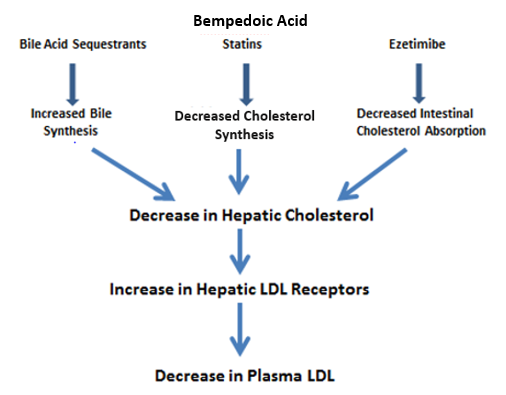 Bempedoic Acid
Bile Acid Sequestrants
Statins
Ezetimibe
Increased Bile
Synthesis
Decreased Cholesterol
Synthesis
Decreased Intestinal
Cholesterol Absorption
Decrease in Hepatic Cholesterol
Increase in Hepatic LDL Receptors
Decrease in Plasma LDL